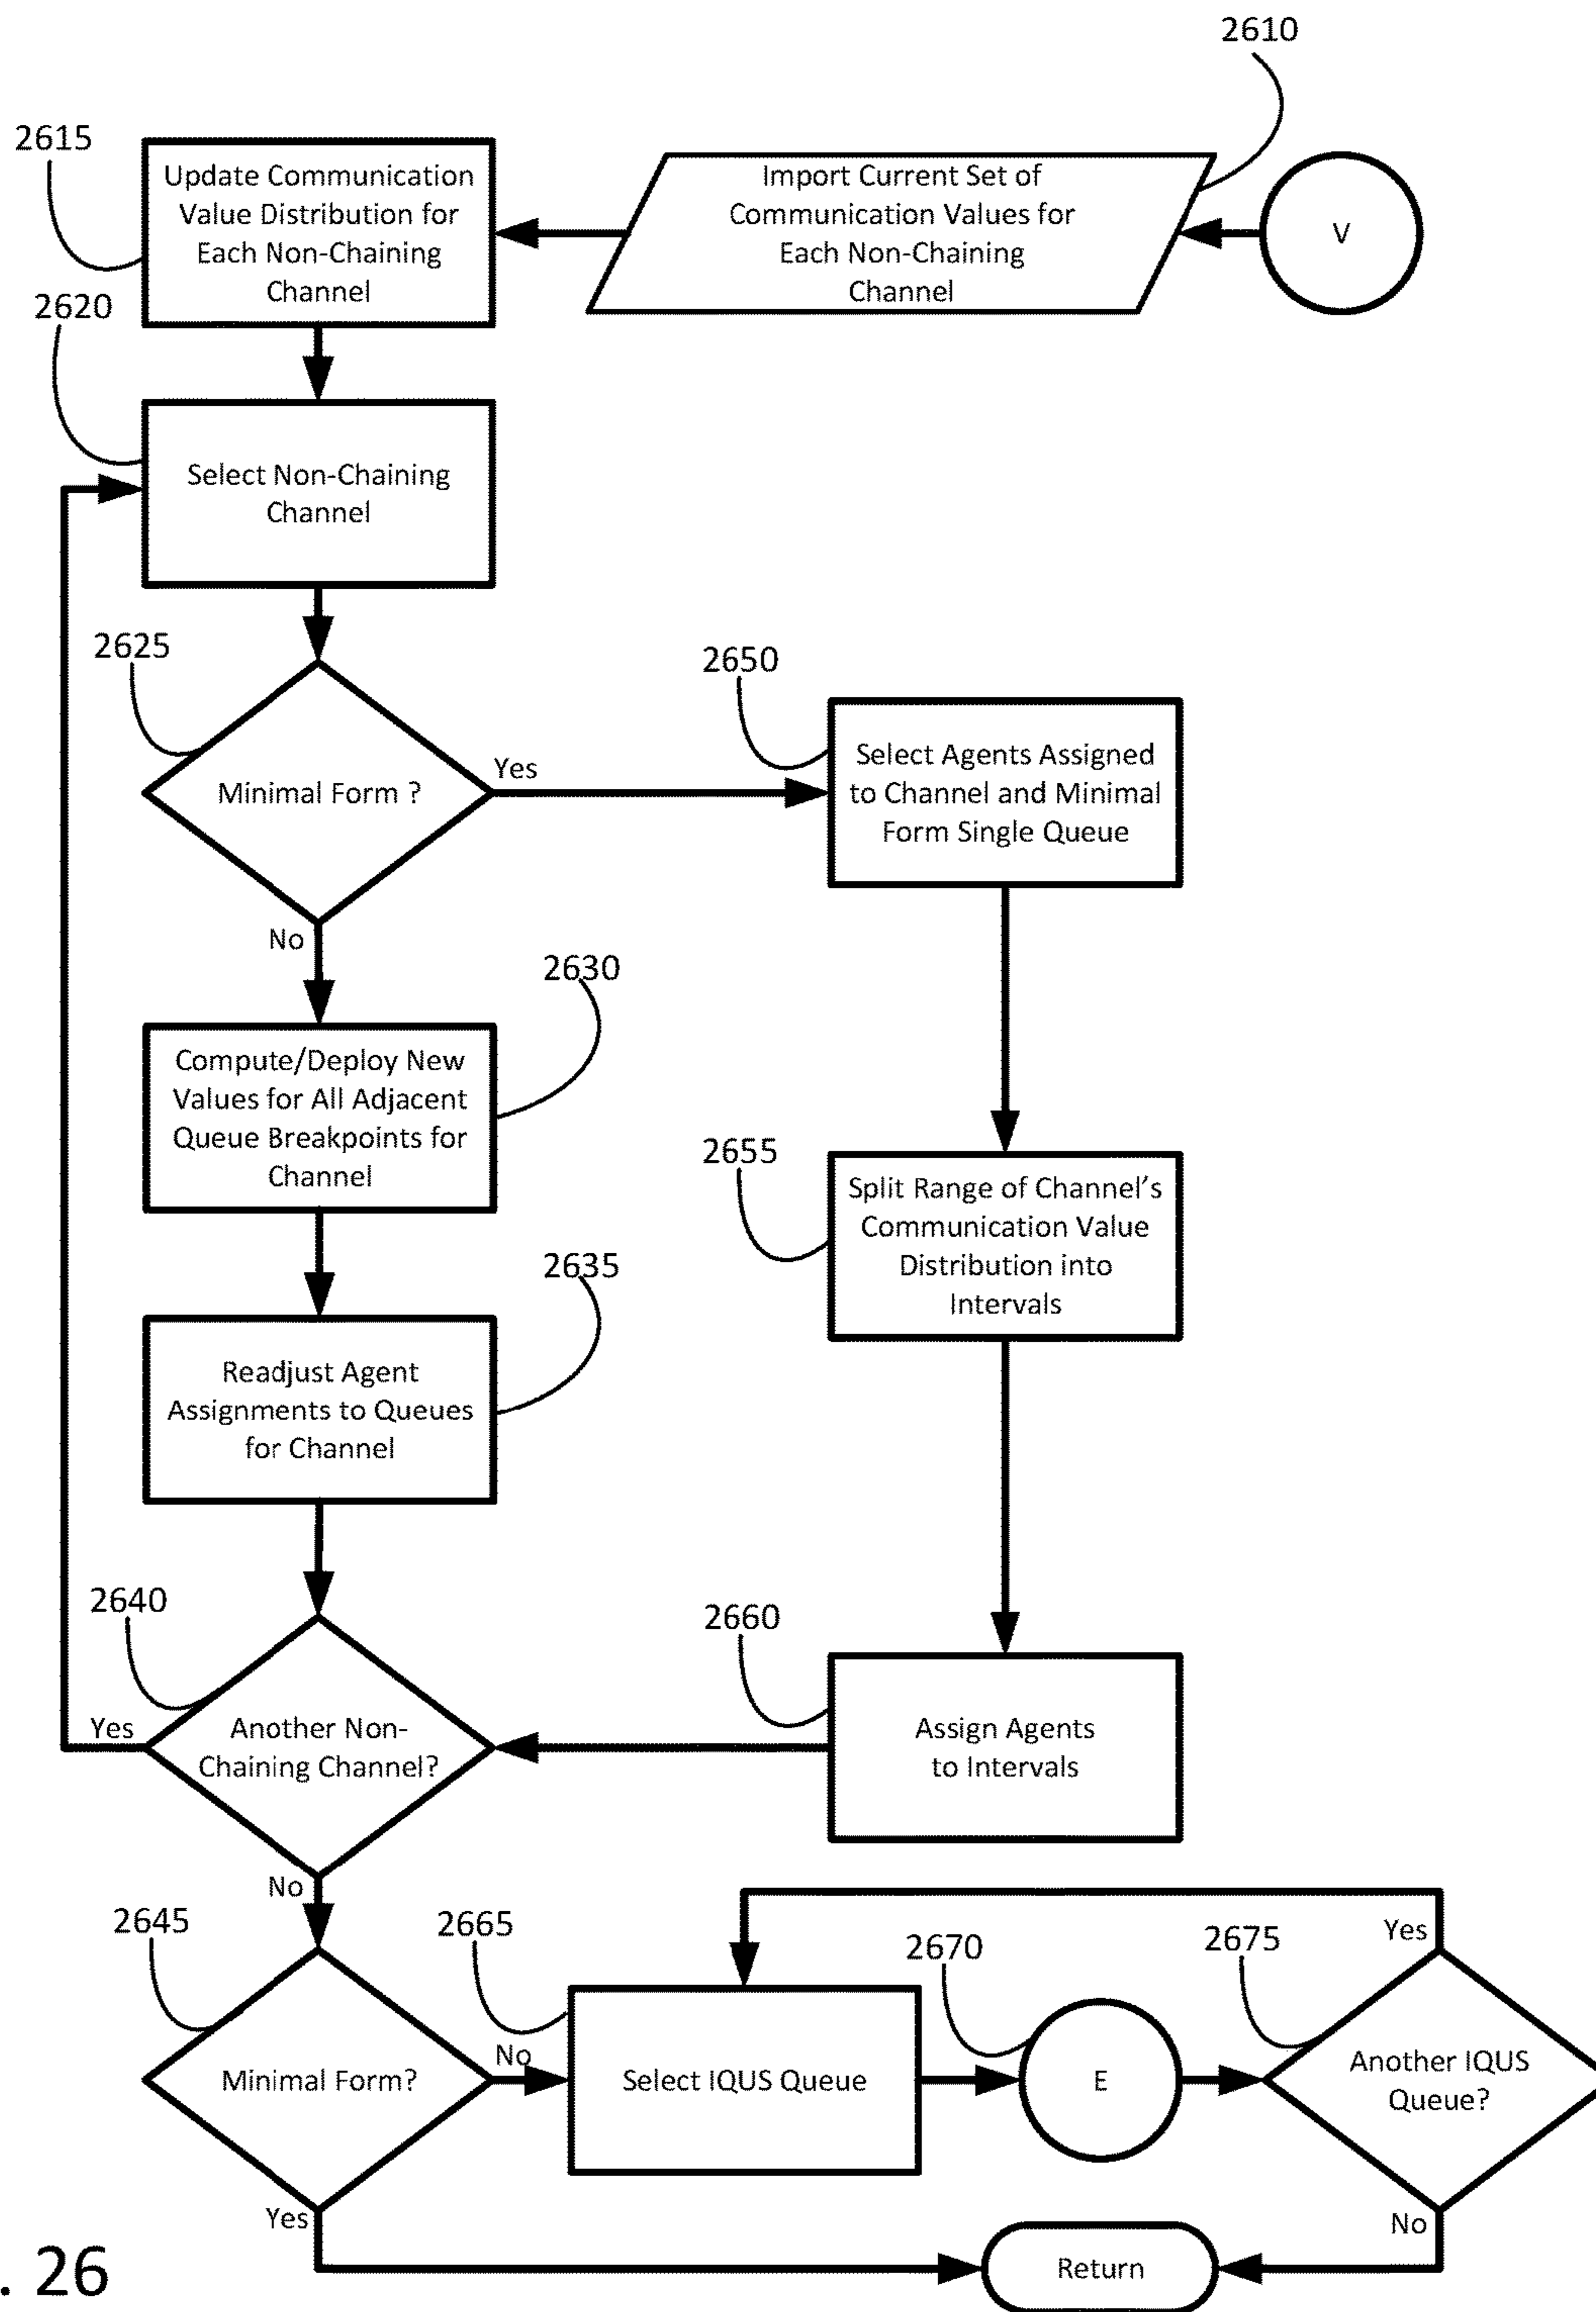 2610
2615
Update Communication
Value Distribution for
Each Non-Chaining
Channel
Import Current Set of
Communication Values for
Each Non-Chaining
Channel
V
2620
Select Non-Chaining
Channel
2625
Minimal Form ?
Yes
No
2650
Select Agents Assigned
to Channel and Minimal
Form Single Queue
2630
Compute/Deploy New
Values for All Adjacent
Queue Breakpoints for
Channel
2655
Split Range of Channel’s
Communication Value
Distribution into
Intervals
2635
Readjust Agent
Assignments to Queues
for Channel
2640
Another Non-
Chaining Channel?
Yes
No
2660
Assign Agents
to Intervals
2645
Minimal Form?
No
Yes
2665
Select IQUS Queue
2670
E
2675
Another IQUS
Queue?
Yes
No
Return
. 26